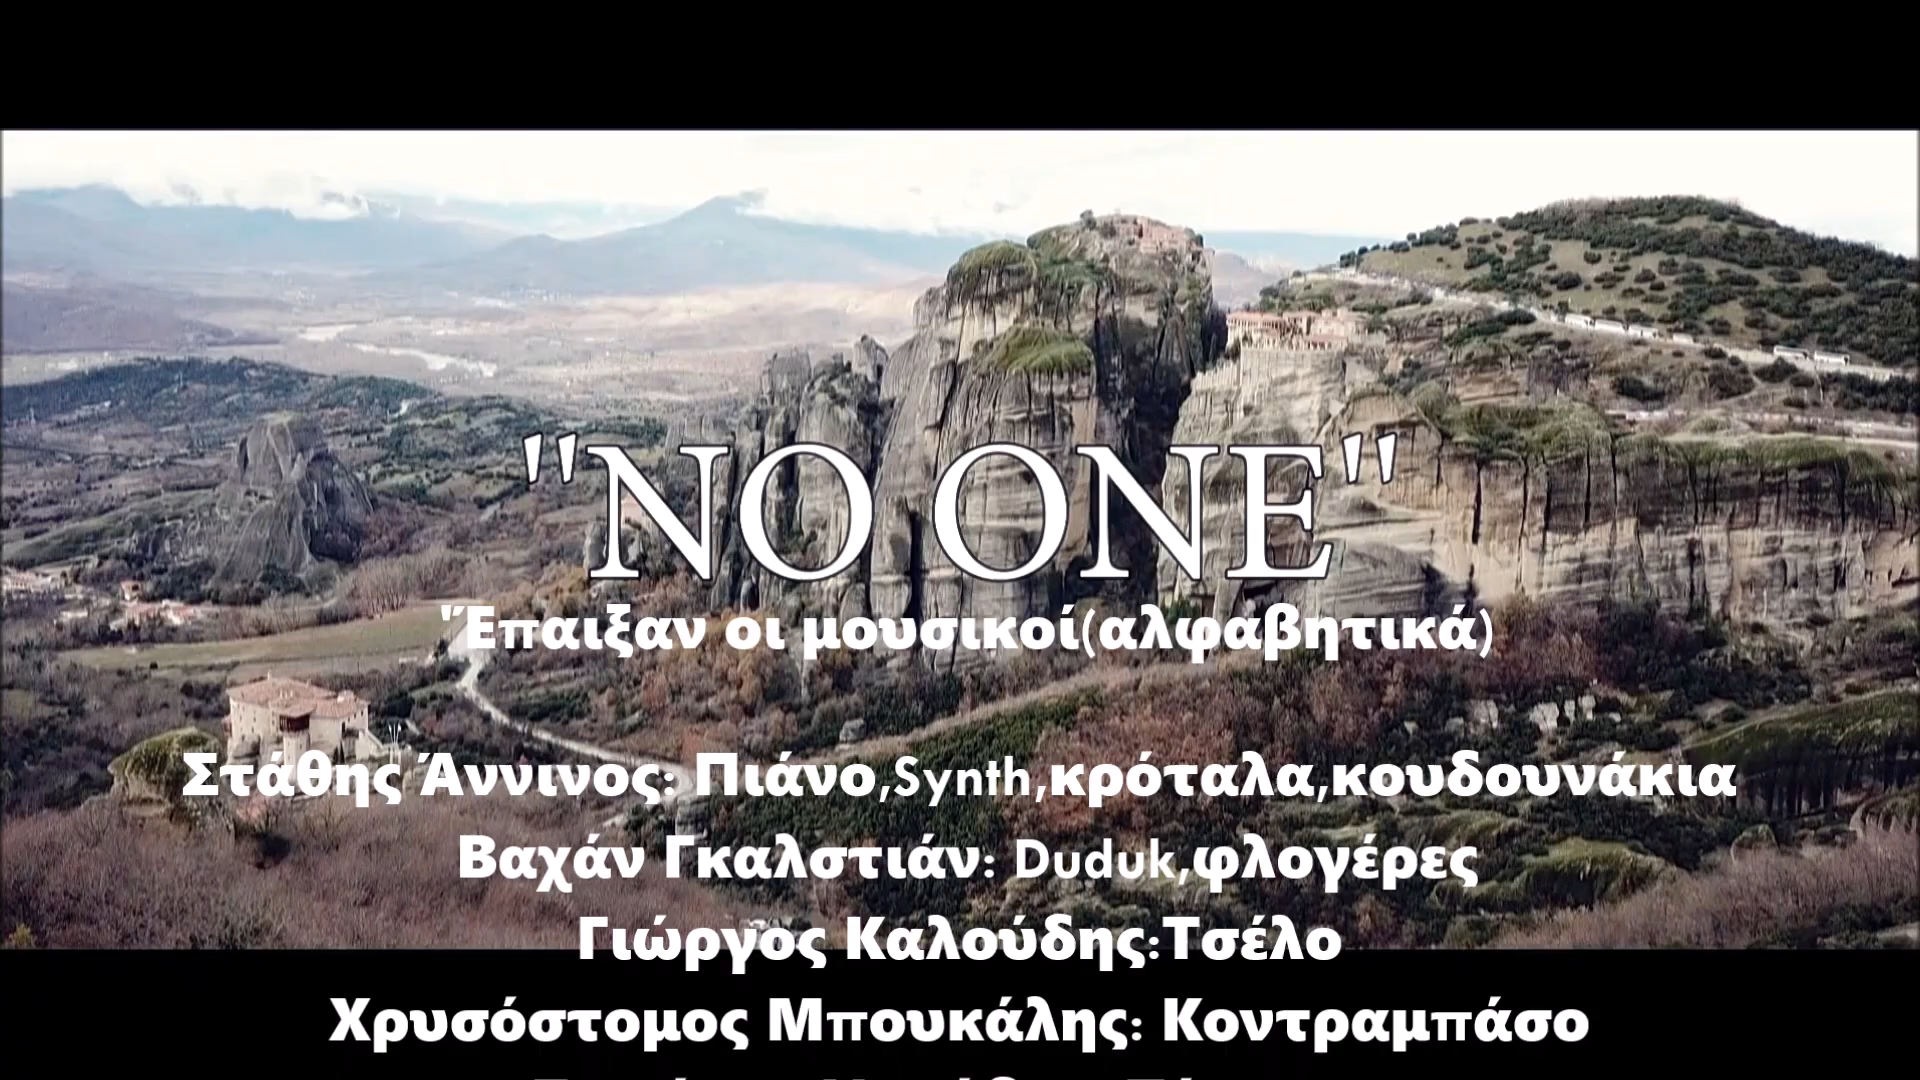 "NO ONE"
Έπαιξαν οι μουσικοί(αλφαβητικά)
Στάθης Άννινος: Πιάνο,Synth,κρόταλα,κουδουνάκια
Βαχάν Γκαλστιάν: Duduk,φλογέρες
Γιώργος Καλούδης:Τσέλο
Χρυσόστομος Μπουκάλης: Κοντραμπάσο